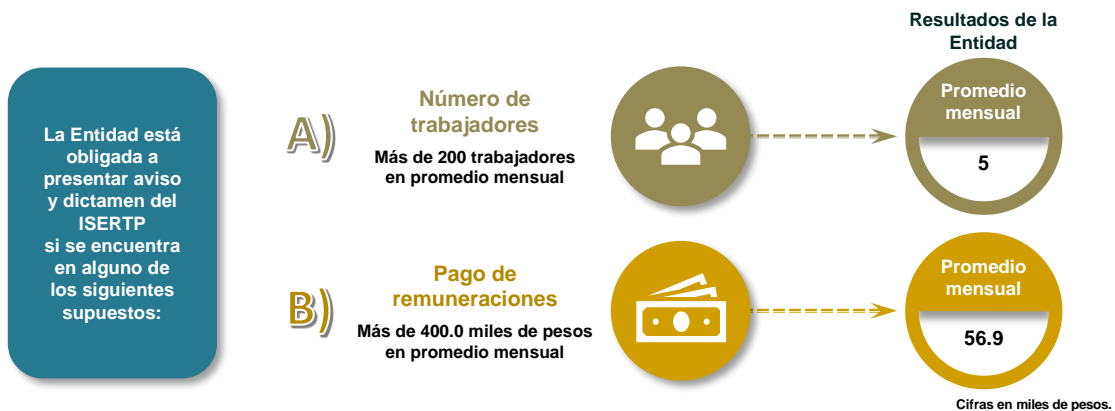 La Entidad está
obligada a
presentar aviso
y dictamen del
ISERTP
si se encuentra
en alguno de
los siguientes
supuestos:
A)
Número de
trabajadores
Más de 200 trabajadores
en promedio mensual
Resultados de la
Entidad
Promedio
mensual
5
B)
Pago de
remuneraciones
Más de 400.0 miles de pesos
en promedio mensual
Promedio
mensual
56.9
Cifras en miles de pesos.